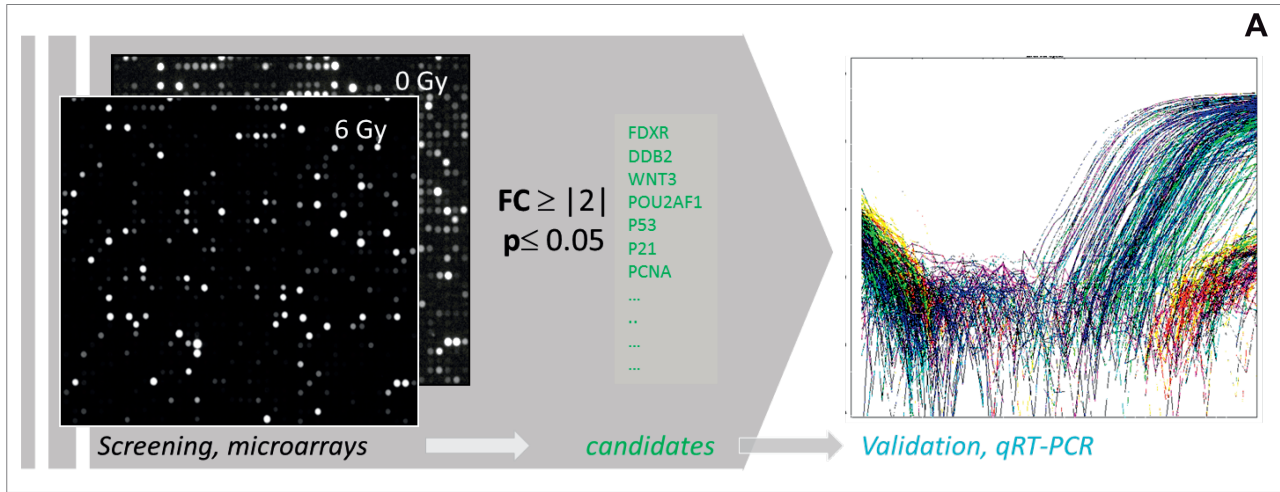 A
0 Gy
6 Gy
FC ≥ |2|
p≤ 0.05
FDXR
DDB2
WNT3
POU2AF1
P53
P21
PCNA
...
..
...
...
Screening, microarrays
candidates
Validation, qRT-PCR